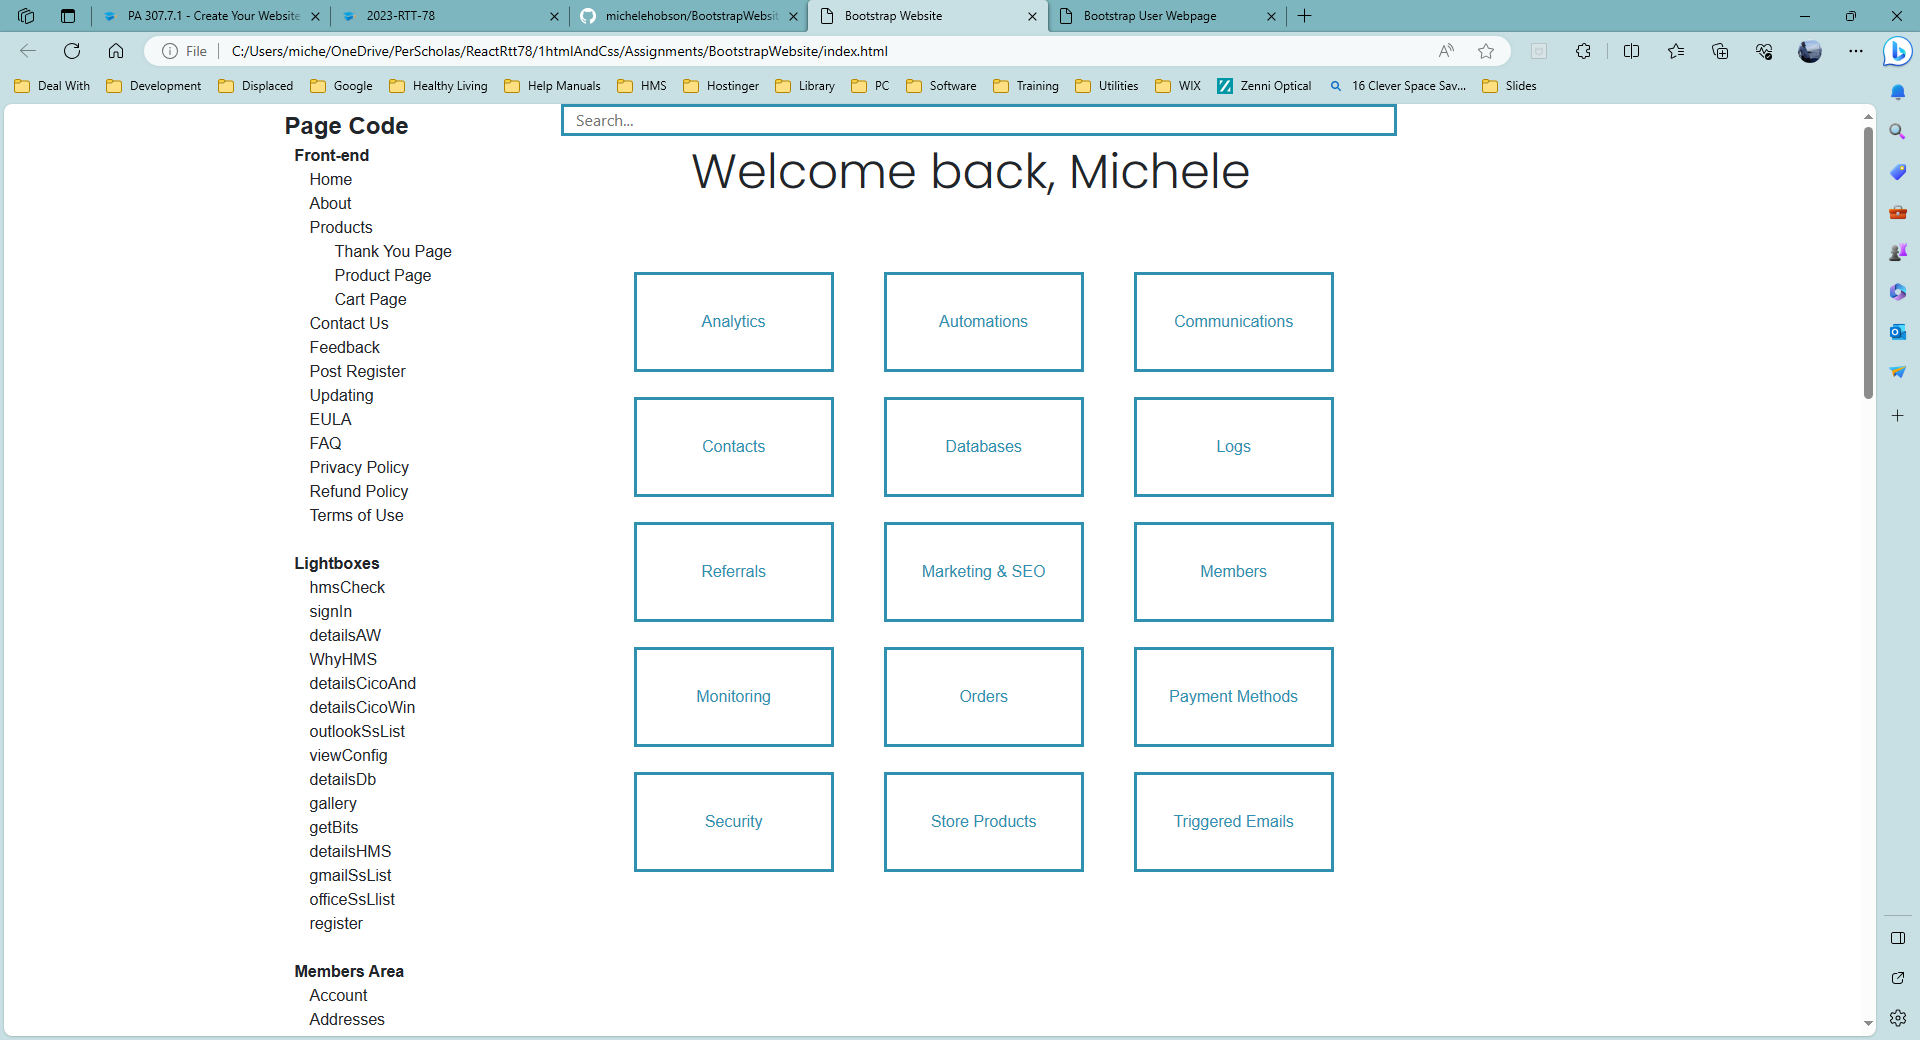 PA 307.7.1 - Create Your Website
2023-RTT-78
michelehobson/BootstrapWebsit
Bootstrap Website
Bootstrap User Webpage
File
C:/Users/miche/OneDrive/PerScholas/ReactRtt78/1htmlAndCss/Assignments/BootstrapWebsite/index.html
Deal With
Development
Displaced
Google
Healthy Living
Help Manuals
HMS
Hostinger
Library
PC
Software
Training
Utilities
WIX
Zenni Optical
16 Clever Space Sav...
Slides
Page Code
Front-end
Home
About
Products
Thank You Page
Product Page
Cart Page
Contact Us
Feedback
Post Register
Updating
EULA
FAQ
Privacy Policy
Refund Policy
Terms of Use
Lightboxes
hmsCheck
signIn
detailsAW
WhyHMS
detailsCicoAnd
detailsCicoWin
outlookSsList
viewConfig
detailsDb
gallery
getBits
detailsHMS
gmailSsList
officeSsLlist
register
Members Area
Account
Addresses
Search...
Welcome back, Michele
Analytics
Automations
Communications
Contacts
Databases
Logs
Referrals
Marketing & SEO
Members
Monitoring
Orders
Payment Methods
Security
Store Products
Triggered Emails